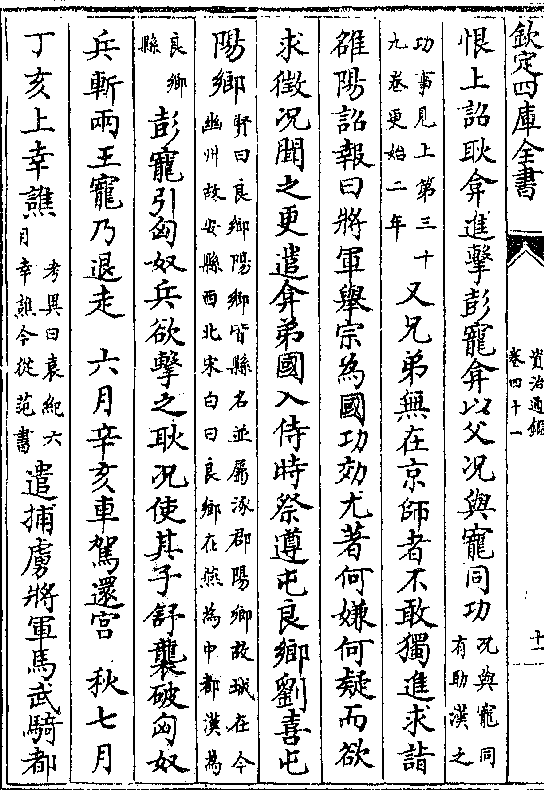 欽定四庫全書
資治通鑑
卷四十一
十一
恨上詔耿弇進擊彭寵弇以父況與寵同功况與寵同有助漢之
功事見上第三十九卷更始二年又兄弟無在京師者不敢獨進求詣
雒陽詔報曰將軍舉宗為國功効尤著何嫌何疑而欲
求徴况聞之更遣弇弟國入侍時祭遵屯良鄉劉喜屯
陽鄉賢曰良鄉陽鄉皆縣名並屬涿郡陽鄉故城在今幽州故安縣西北宋白曰良鄉在燕為中都漢為
良鄉縣彭寵引匈奴兵欲擊之耿况使其子舒襲破匈奴
兵斬兩王寵乃退走　六月辛亥車駕還宫　秋七月
丁亥上幸譙考異曰袁紀六月幸譙今從范書遣捕虜將軍馬武騎都